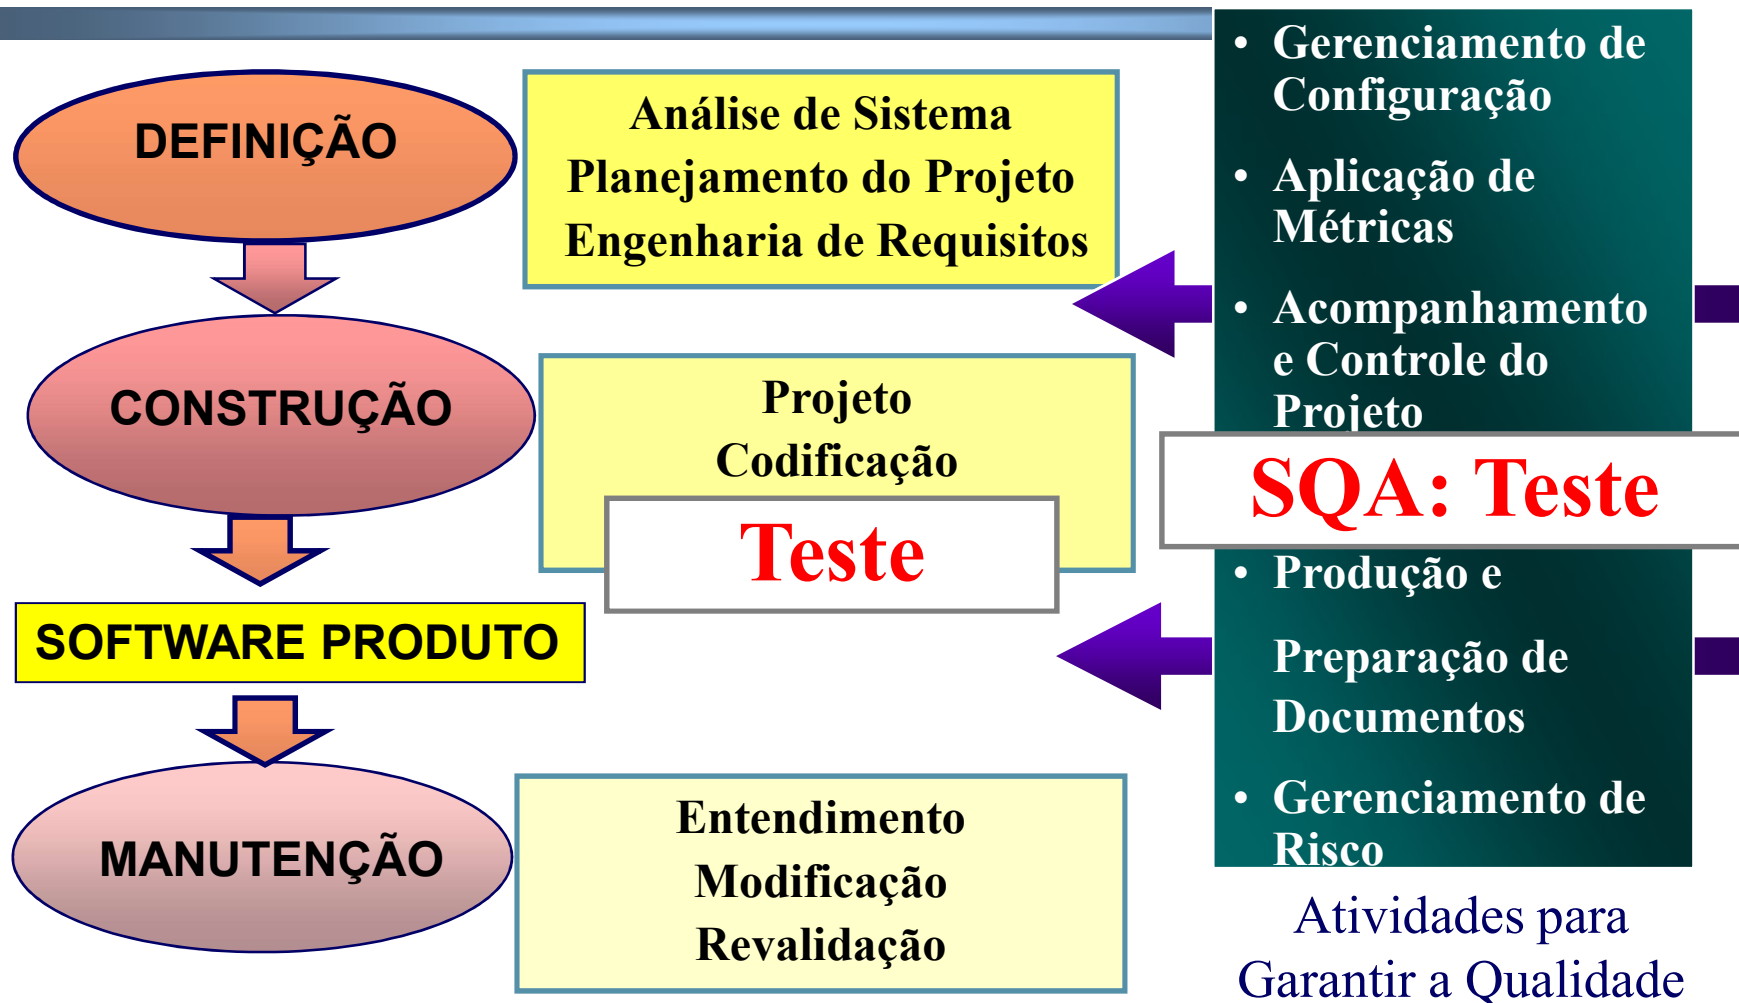 DEFINIÇÃO
Análise de Sistema
Planejamento do Projeto
Engenharia de Requisitos
CONSTRUÇÃO
Projeto
Codificação
Teste
SOFTWARE PRODUTO
MANUTENÇÃO
Entendimento
Modificação
Revalidação
• Gerenciamento de
Configuração
• Aplicação de
Métricas
• Acompanhamento
e Controle do
Projeto
SQA: Teste
• Produção e
Preparação de
Documentos
• Gerenciamento de
Risco
Atividades para
Garantir a Qualidade